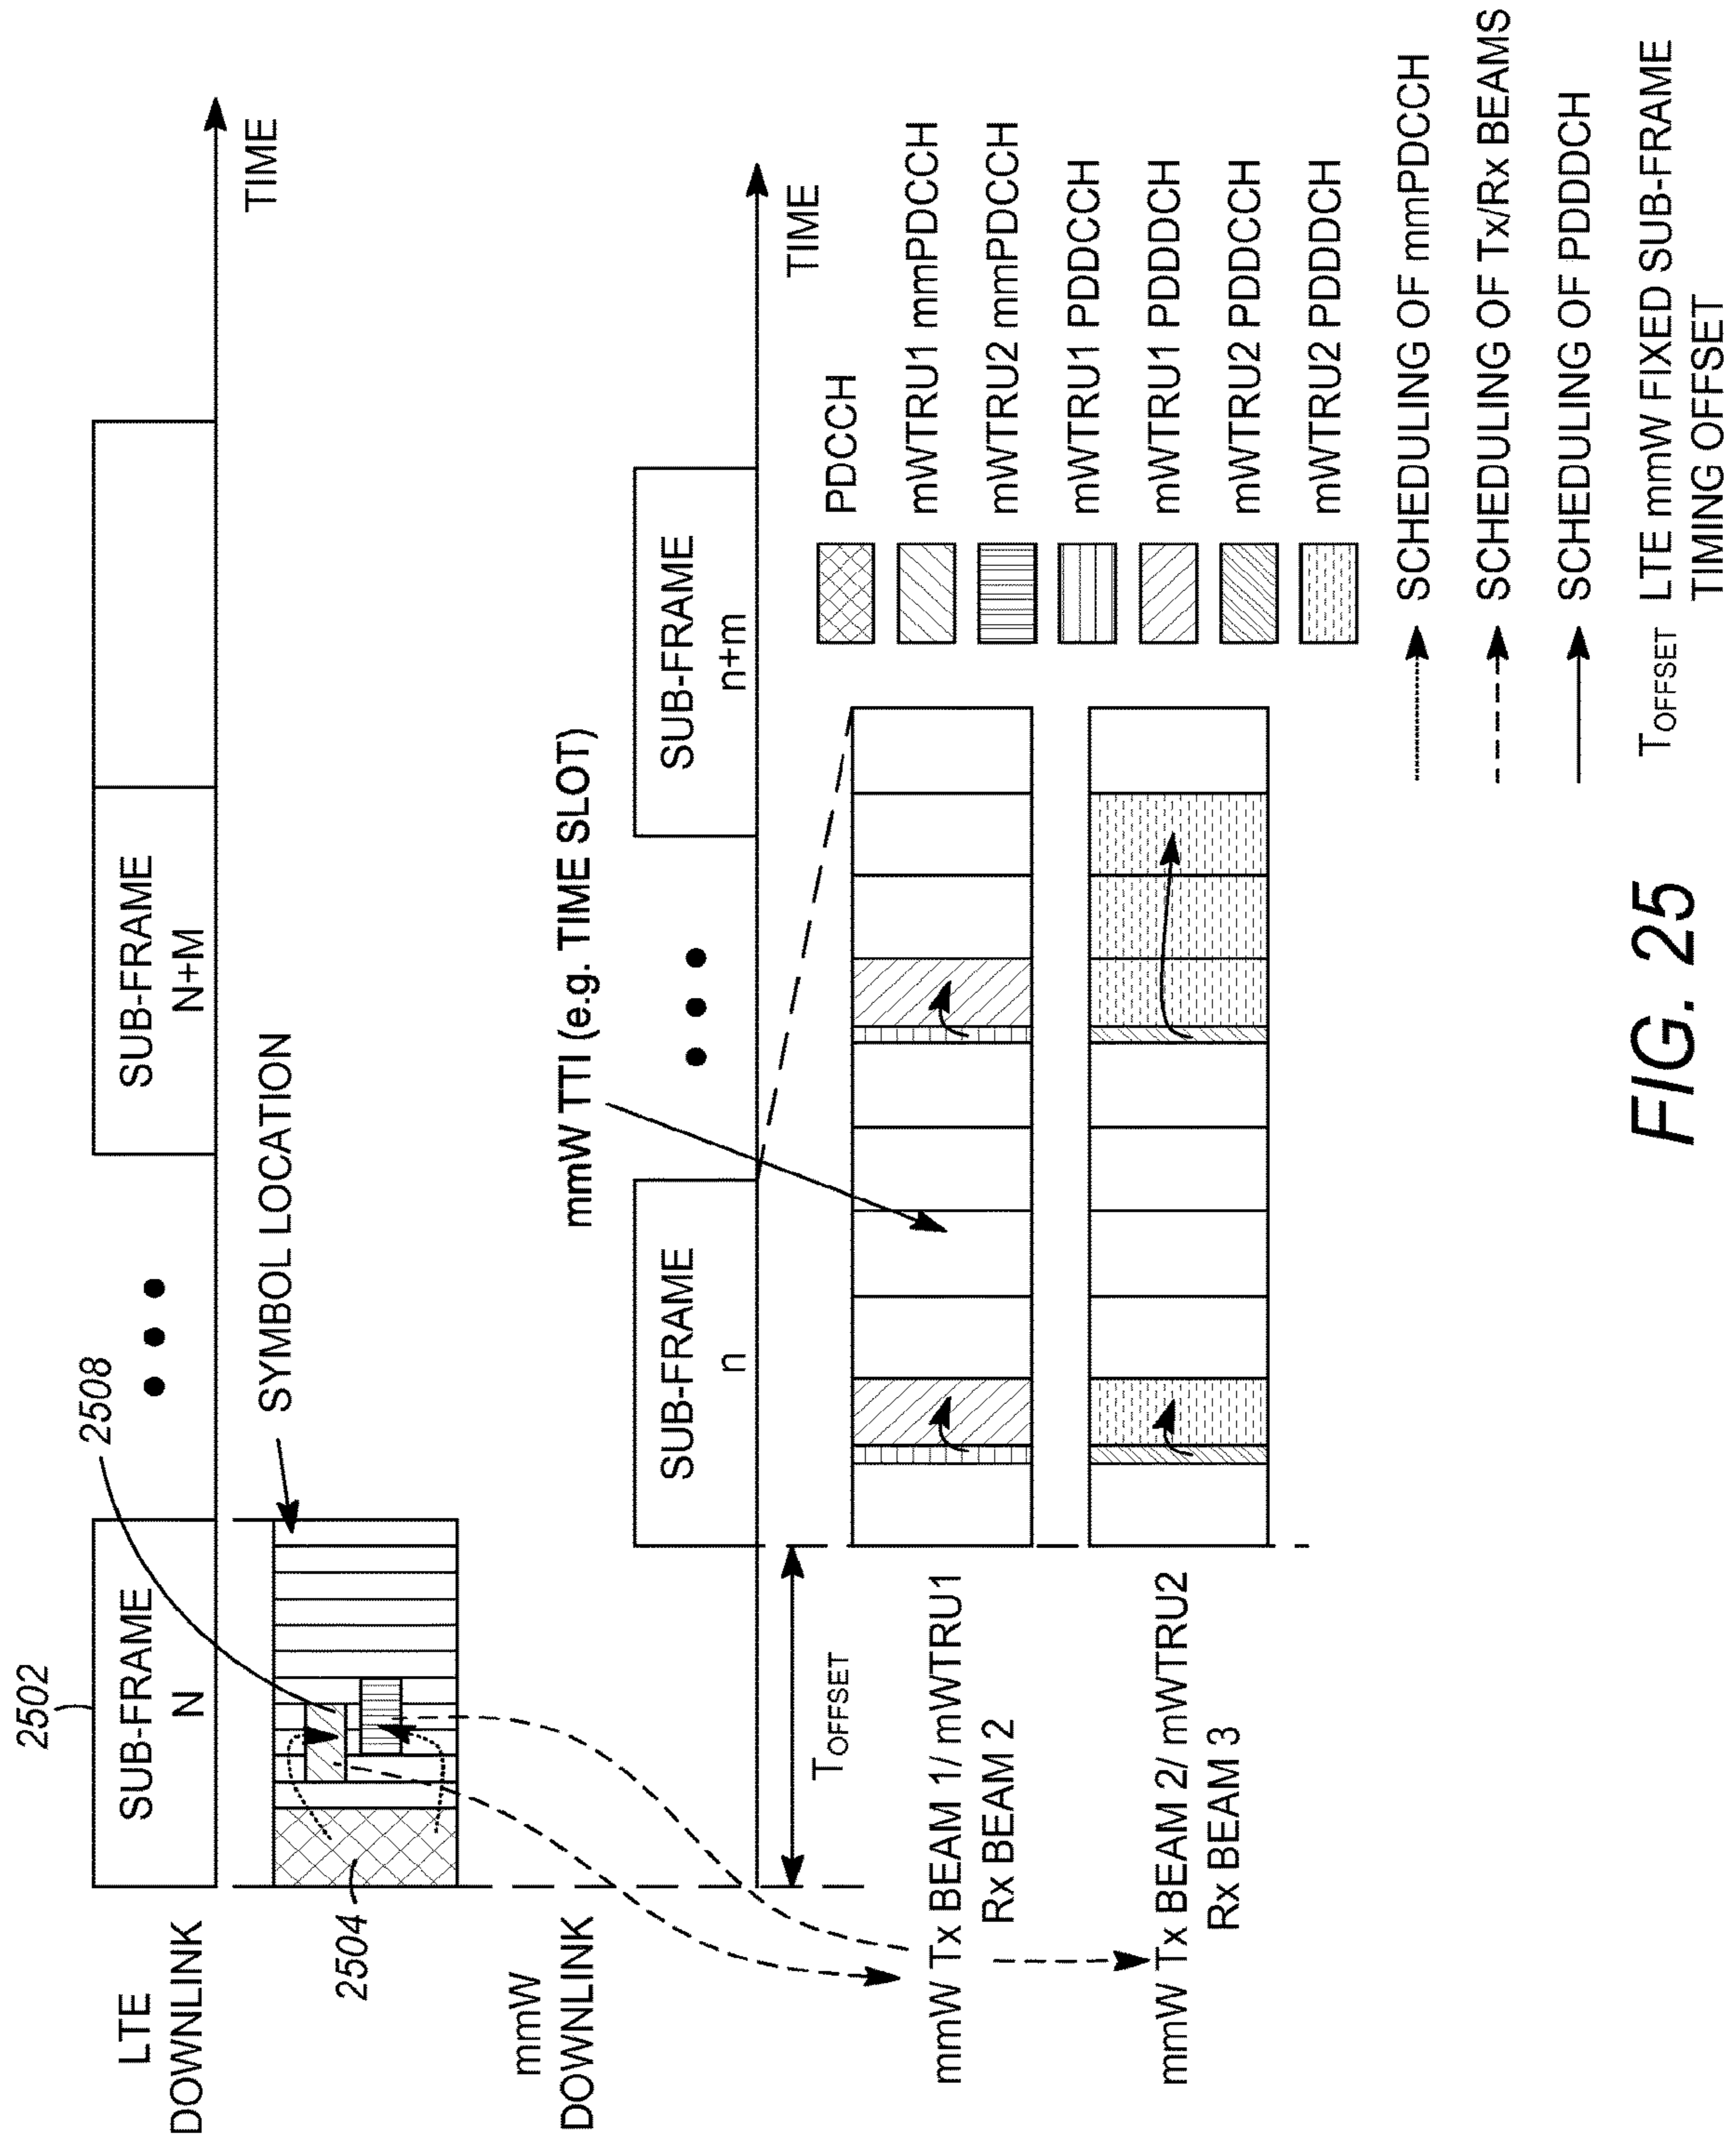 2502
SUB-FRAME
N
2508
SUB-FRAME
N+M
LTE
DOWNLINK
TIME
2504
SYMBOL LOCATION
mmW
DOWNLINK
mmW TTI (e.g. TIME SLOT)
SUB-FRAME
n
SUB-FRAME
n+m
TIME
TOFFSET
mmW Tx BEAM 1/ mWTRU1
Rx BEAM 2
mmW Tx BEAM 2/ mWTRU2
Rx BEAM 3
PDCCH
mWTRU1 mmPDCCH
mWTRU2 mmPDCCH
mWTRU1 PDDCCH
mWTRU1 PDDDCH
mWTRU2 PDDCCH
mWTRU2 PDDDCH
SCHEDULING OF mmPDCCH
SCHEDULING OF Tx/Rx BEAMS
SCHEDULING OF PDDDCH
TOFFSET LTE mmW FIXED SUB-FRAME
TIMING OFFSET
FIG. 25